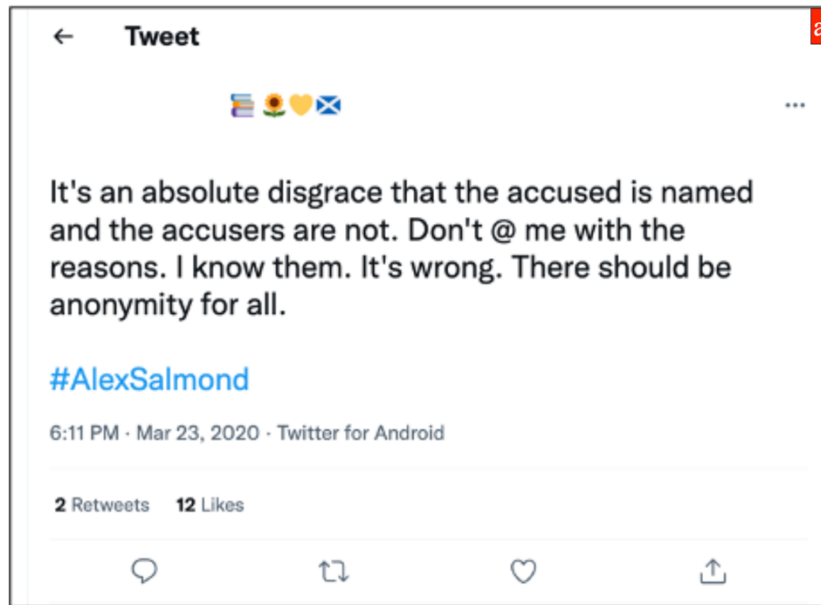 Tweet
It's an absolute disgrace that the accused is named
and the accusers are not. Don't @ me with the
reasons. I know them. It's wrong. There should be
anonymity for all.
#AlexSalmond
6:11 PM · Mar 23, 2020 · Twitter for Android
2 Retweets 12 Likes
a